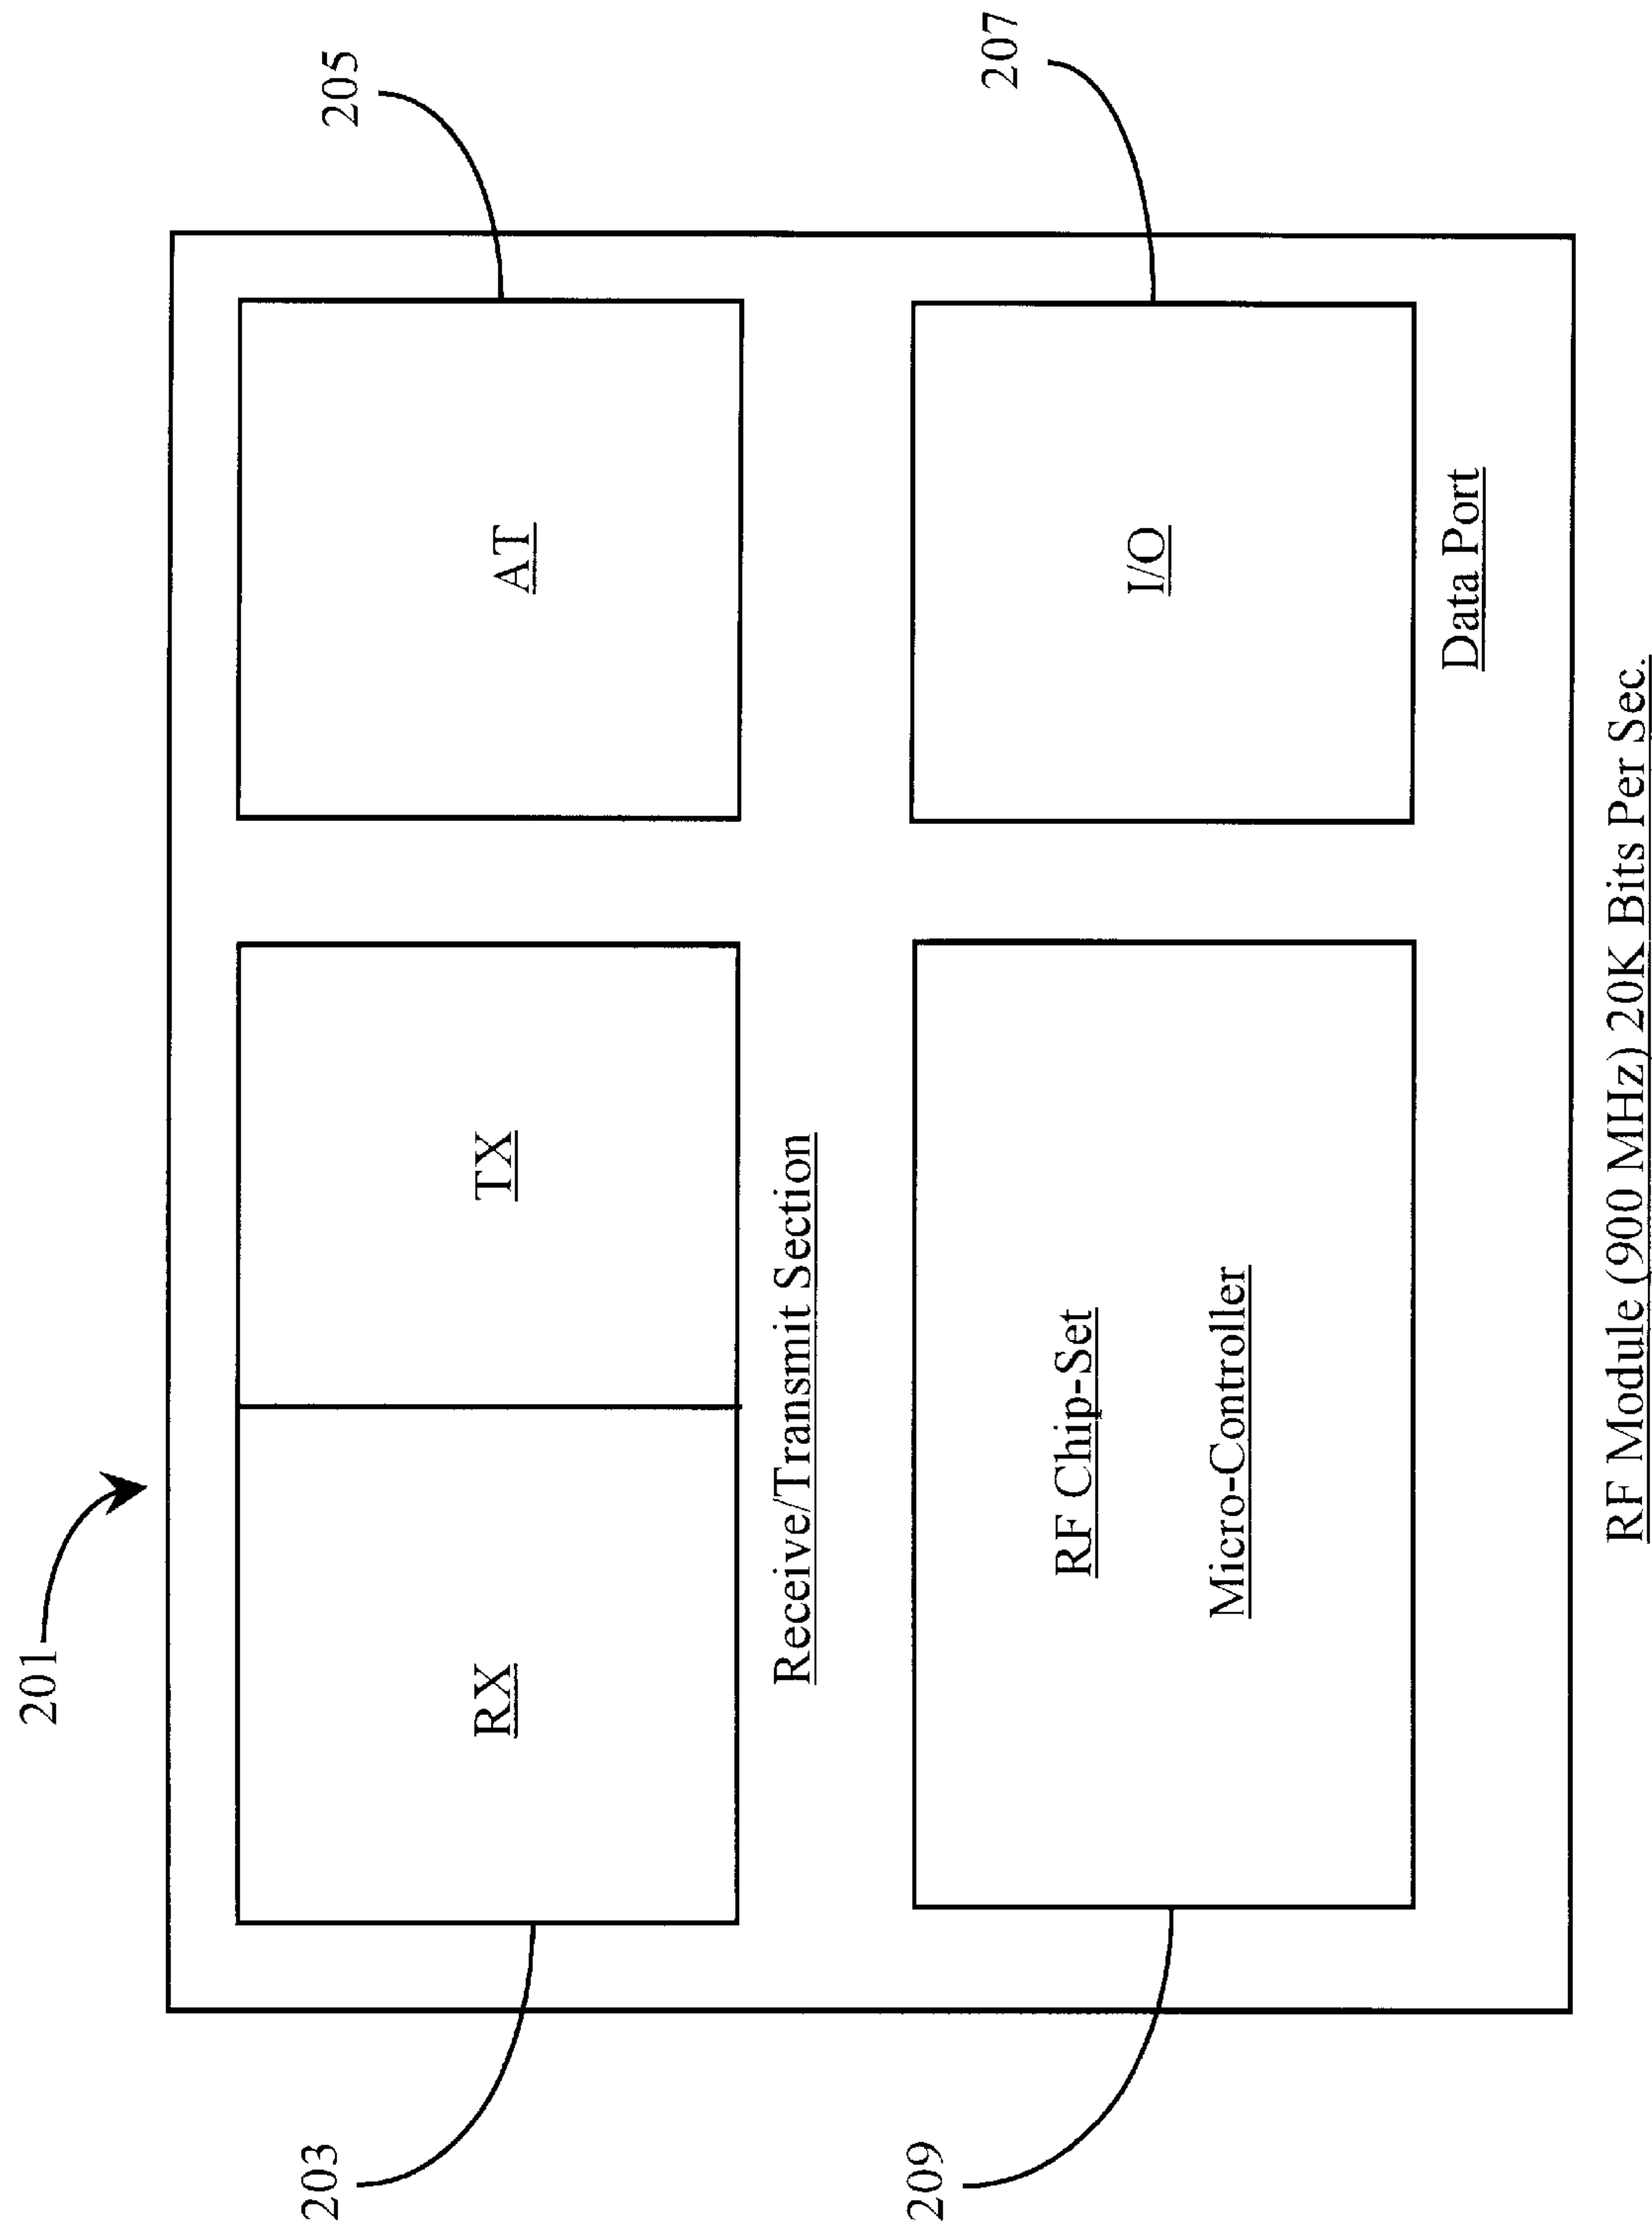 201
203
205
RX
TX
AT
Receive/Transmit Section
209
207
RF Chip-Set
Micro-Controller
I/O
Data Port
RF Module (900 MHz) 20K Bits Per Sec.